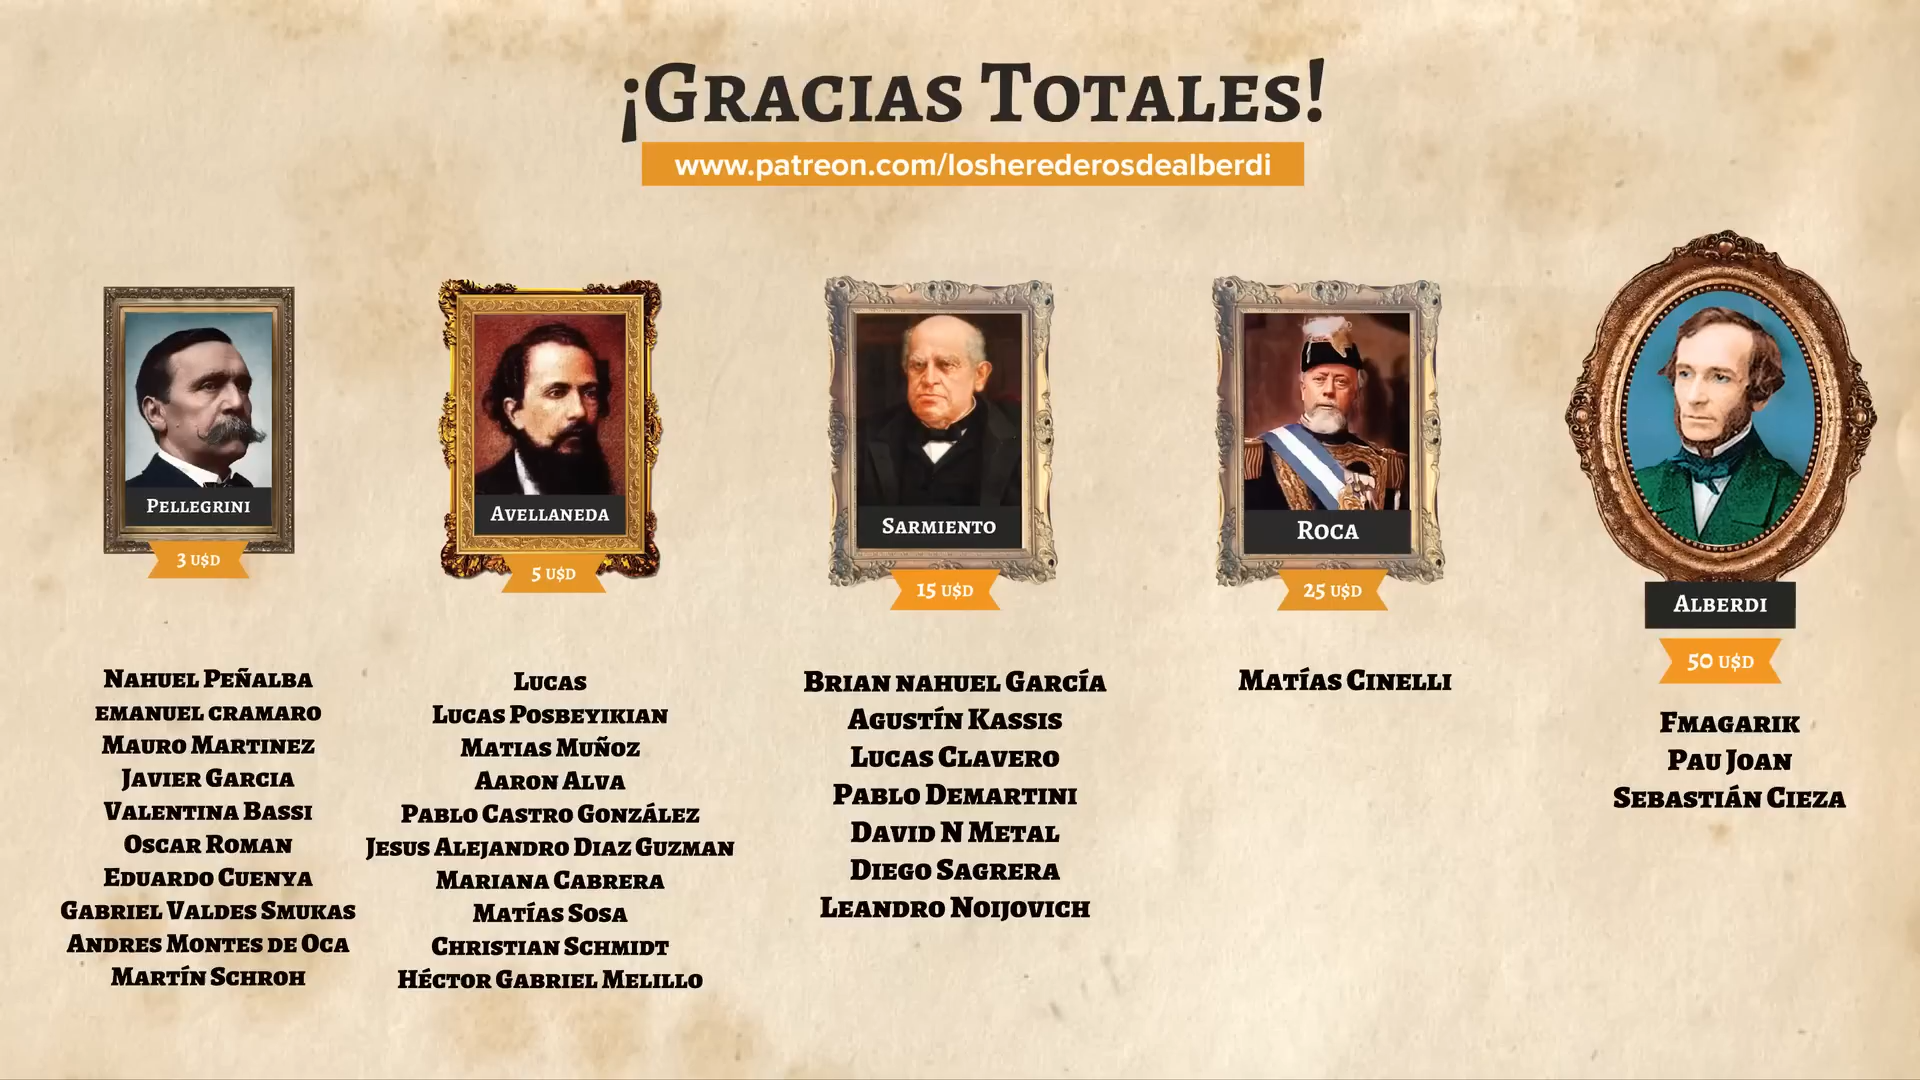 ¡Gracias Totales!
www.patreon.com/losherederosdealberdi
Pellegrini
3 U$D
Nahuel Peñalba
emanuel cramaro
Mauro Martinez
Javier Garcia
Valentina Bassi
Oscar Roman
Eduardo Cuenya
Gabriel Valdes Smukas
Andres Montes de Oca
Martín Schroh
Avellaneda
5 U$D
Lucas
Lucas Posbeyikian
Matias Muñoz
Aaron Alva
Pablo Castro González
Jesus Alejandro Diaz Guzman
Mariana Cabrera
Matías Sosa
Christian Schmidt
Héctor Gabriel Melillo
Sarmiento
15 U$D
Brian nahuel García
Agustín Kassis
Lucas Clavero
Pablo Demartini
David N Metal
Diego Sagrera
Leandro Noijovich
Roca
25 U$D
Matías Cinelli
Alberdi
50 U$D
Fmagarik
Pau Joan
Sebastián Cieza